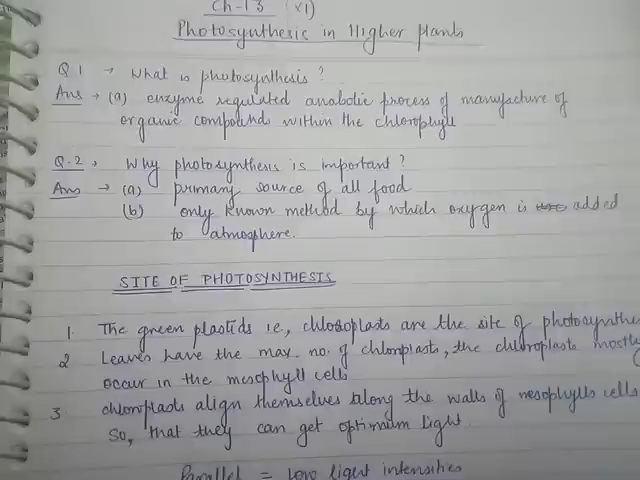 Ch-13 (XI)
Photosynthesis in Higher plants
Q.1 → What is photosynthesis?
Ans → (a) enzyme regulated anabolic process of manufacture of
organic compounds within the chlorophyll
Q.2 → Why photosynthesis is important?
Ans → (a) primary source of all food
(b) only known method by which oxygen is added
to atmosphere.
SITE OF PHOTOSYNTHESIS
1. The green plastids i.e., chloroplasts are the site of photosynthe
2 Leaves have the max. no. of chloroplasts, the chloroplasts mostly
occur in the mesophyll cells
3 chloroplasts align themselves along the walls of mesophylls cells
So, that they can get optimum light.
Parallel = Low light intensities